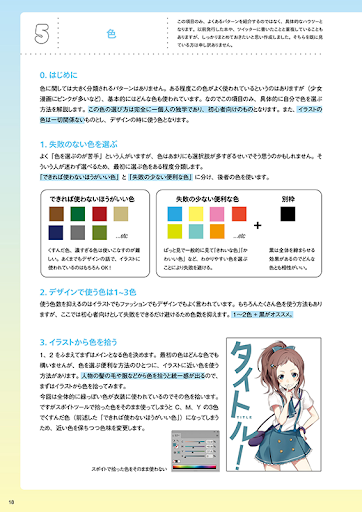 5
色
この項目のみ、よくあるパターンを紹介するのではなく、具体的なハウツーと
なります。以前発行した本や、ツイッターに書いたことと重複していることも
ありますが、しっかりまとめておきたいと思い作成しました。そちらを既に見
ている方は申し訳ありません。
0. はじめに
色に関しては大きく分類されるパターンはありません。ある程度この色がよく使われているというのはありますが（少女
漫画にピンクが多いなど）、基本的にはどんな色も使われています。なのでこの項目のみ、具体的に自分で色を選ぶ
方法を解説します。この色の選び方は完全に一個人の独学であり、初心者向けのものとなります。また、イラストの
色は一切関係ないものとし、デザインの時に使う色となります。
1. 失敗のない色を選ぶ
よく「色を選ぶのが苦手」という人がいますが、色はあまりにも選択肢が多すぎるせいでそう思うのかもしれません。そ
ういう人が迷わず選べるため、最初に選ぶ色をある程度分類します。
「できれば使わないほうがいい色」と「失敗の少ない便利な色」に分け、後者の色を使います。
できれば使わないほうがいい色
...etc
くすんだ色、濃すぎる色は使いこなすのが難
しい。あくまでもデザインの話で、イラストに
使われているのはもちろんOK！
失敗の少ない便利な色
...etc
ぱっと見て一般的に見て「きれいな色」「か
わいい色」など、わかりやすい色を選ぶ
ことにより失敗を避ける。
+
別枠
黒は全体を締まらせる
効果があるのでどんな
色とも相性がいい。
2. デザインで使う色は1~3色
使う色数を抑えるのはイラストでもファッションでもデザインでもよく言われています。もちろんたくさん色を使う方法もあり
ますが、ここでは初心者向けとして失敗をできるだけ避けるため色数を抑えます。1~2色＋黒がオススメ。
3. イラストから色を拾う
1、2をふまえてまずはメインとなる色を決めます。最初の色はどんな色でも
構いませんが、色を選ぶ便利な方法のひとつに、イラストに近い色を使う
方法があります。人物の髪の毛や服などから色を拾うと統一感が出るので、
まずはイラストから色を拾ってみます。
今回は全体的に緑っぽい色が衣装に使われているのでその色を拾います。
ですがスポイトツールで拾った色をそのまま使ってしまうとC、M、Yの3色
でくすんだ色（前述した「できれば使わないほうがいい色」）になってしまう
ため、近い色を保ちつつ色味を変更します。
スポイトで拾った色をそのまま使わない
タイトル！
18